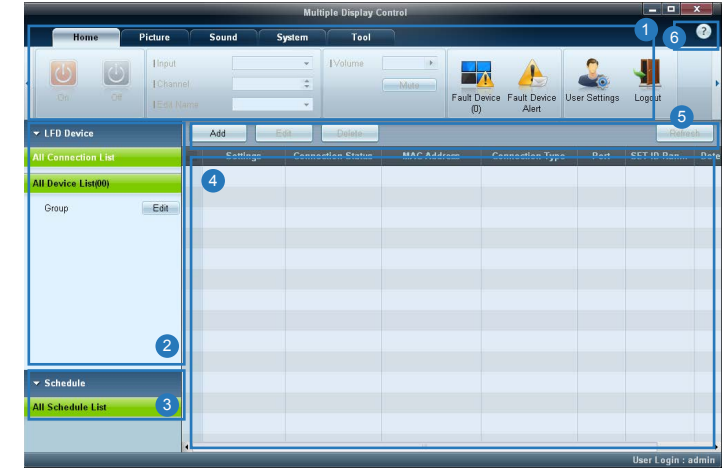 Multiple Display Control
Home Picture Sound System Tool
1
6
?
Input
Channel
Edit Name
Volume
Mute
On Off
Fault Device (0)
Fault Device Alert
User Settings
Logout
5
LFD Device
Add Edit Delete Refresh
All Connection List
Settings Connection Status MAC Address Connection Type Port SET ID Ran...
4
All Device List(00)
Group Edit
2
Schedule
All Schedule List
3
User Login : admin